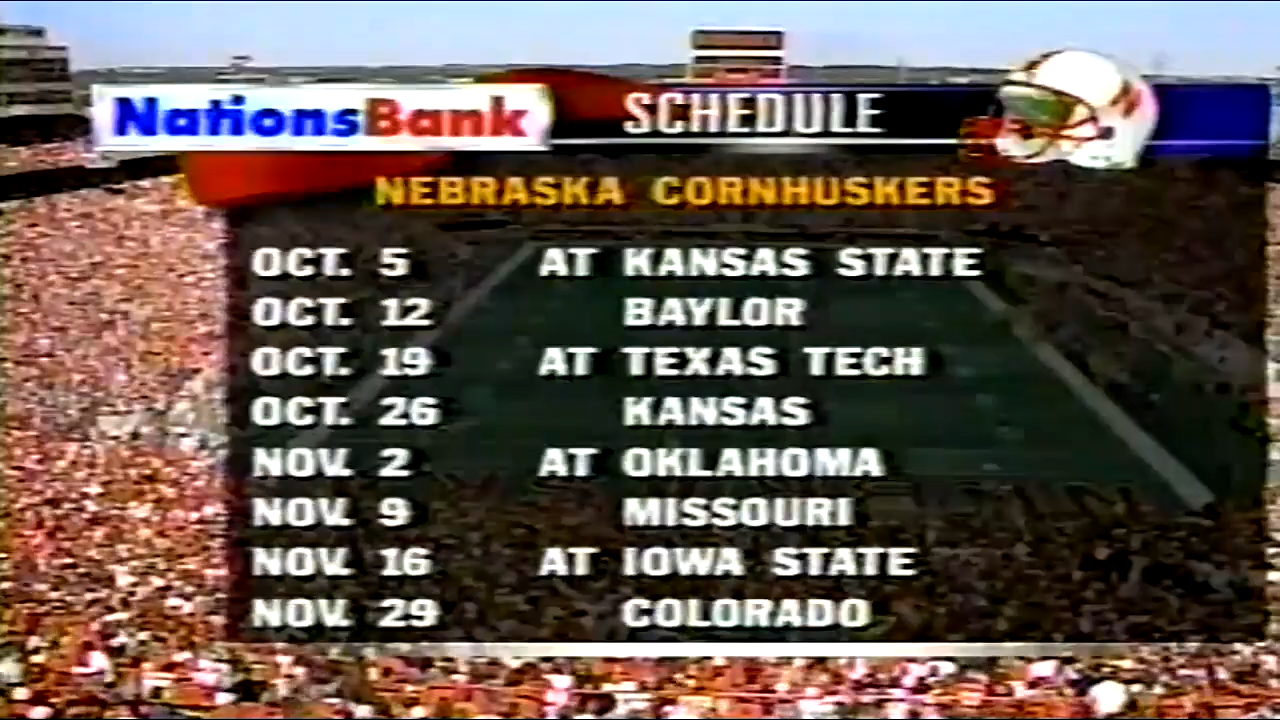 NationsBank SCHEDULE
NEBRASKA CORNHUSKERS
OCT. 5 AT KANSAS STATE
OCT. 12 BAYLOR
OCT. 19 AT TEXAS TECH
OCT. 26 KANSAS
NOV. 2 AT OKLAHOMA
NOV. 9 MISSOURI
NOV. 16 AT IOWA STATE
NOV. 29 COLORADO